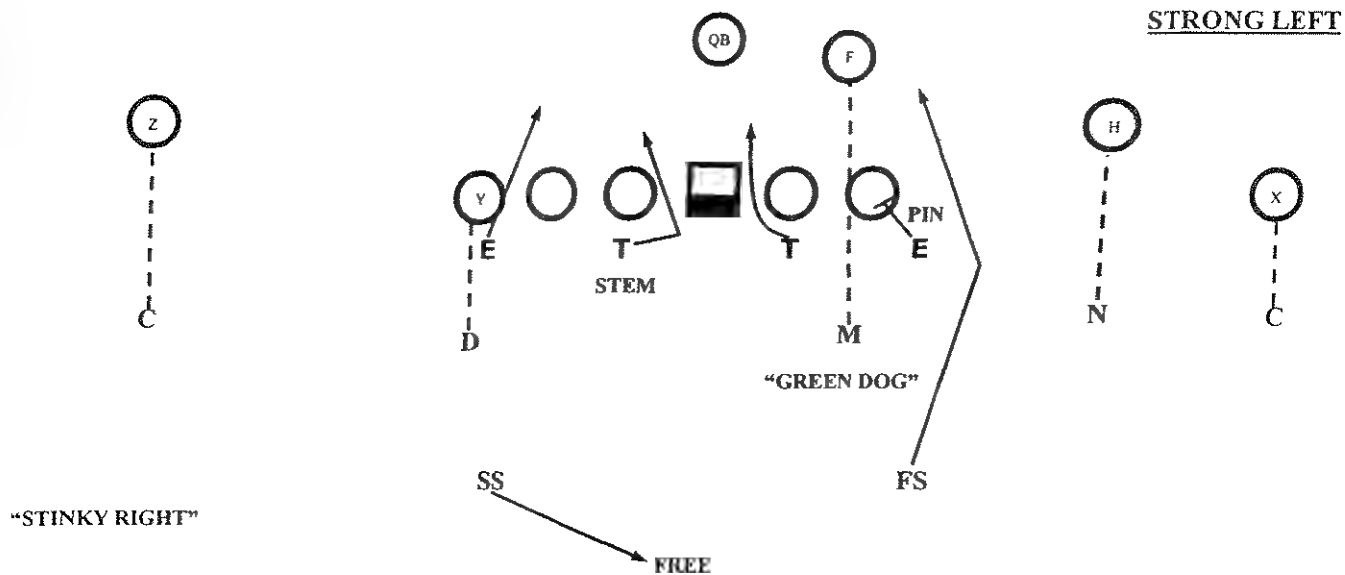 STRONG LEFT
QB
F
Z
H
Y
X
PIN
E
T
T
E
STEM
C
D
M
N
C
“GREEN DOG”
SS
FS
“STINKY RIGHT”
FREE